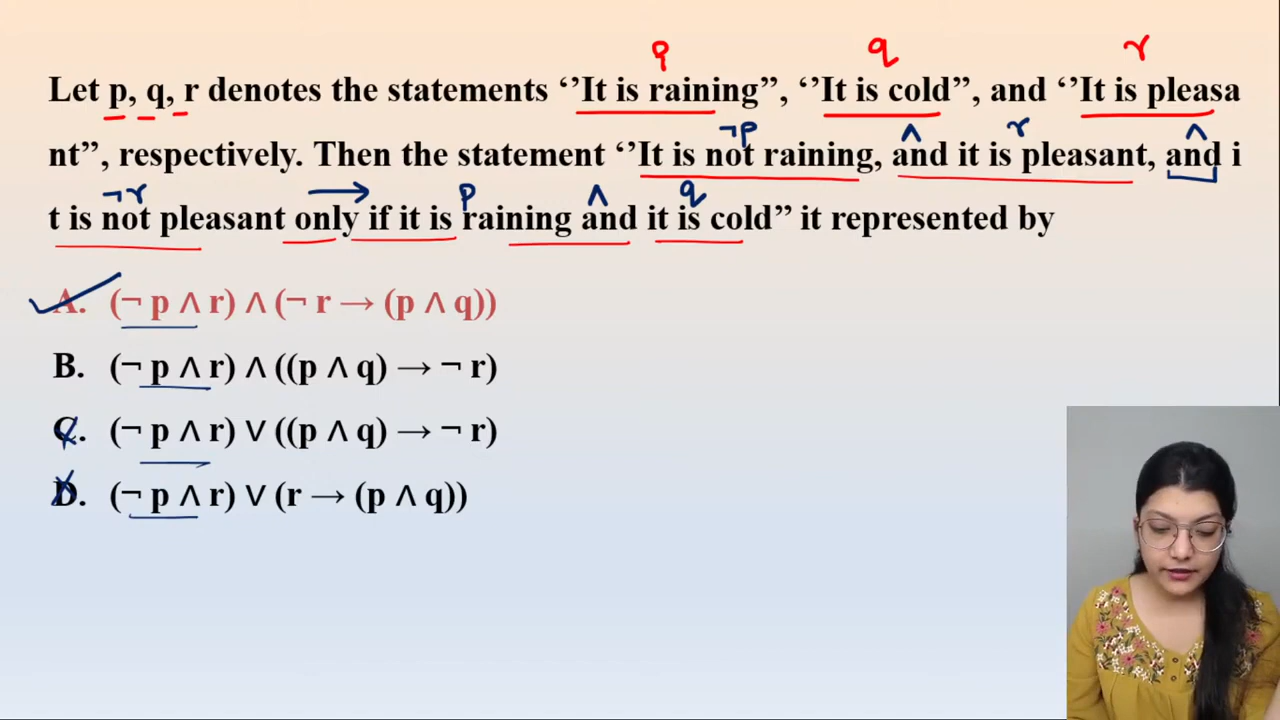 p q r
Let p, q, r denotes the statements ‘’It is raining”, ‘’It is cold”, and ‘’It is pleasa
¬p ∧ r ∧
nt”, respectively. Then the statement ‘’It is not raining, and it is pleasant, and i
¬r → p ∧ q
t is not pleasant only if it is raining and it is cold” it represented by
A. (¬ p ∧ r) ∧ (¬ r → (p ∧ q))
B. (¬ p ∧ r) ∧ ((p ∧ q) → ¬ r)
C. (¬ p ∧ r) ∨ ((p ∧ q) → ¬ r)
D. (¬ p ∧ r) ∨ (r → (p ∧ q))